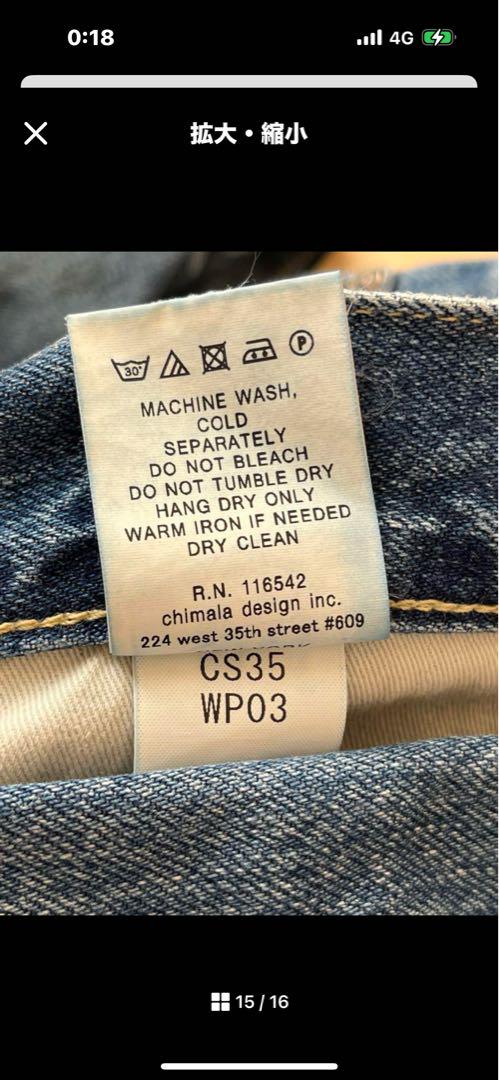 0:18
4G
拡大・縮小
30°
P
MACHINE WASH,
COLD
SEPARATELY
DO NOT BLEACH
DO NOT TUMBLE DRY
HANG DRY ONLY
WARM IRON IF NEEDED
DRY CLEAN
R.N. 116542
chimala design inc.
224 west 35th street #609
CS35
WP03
15 / 16